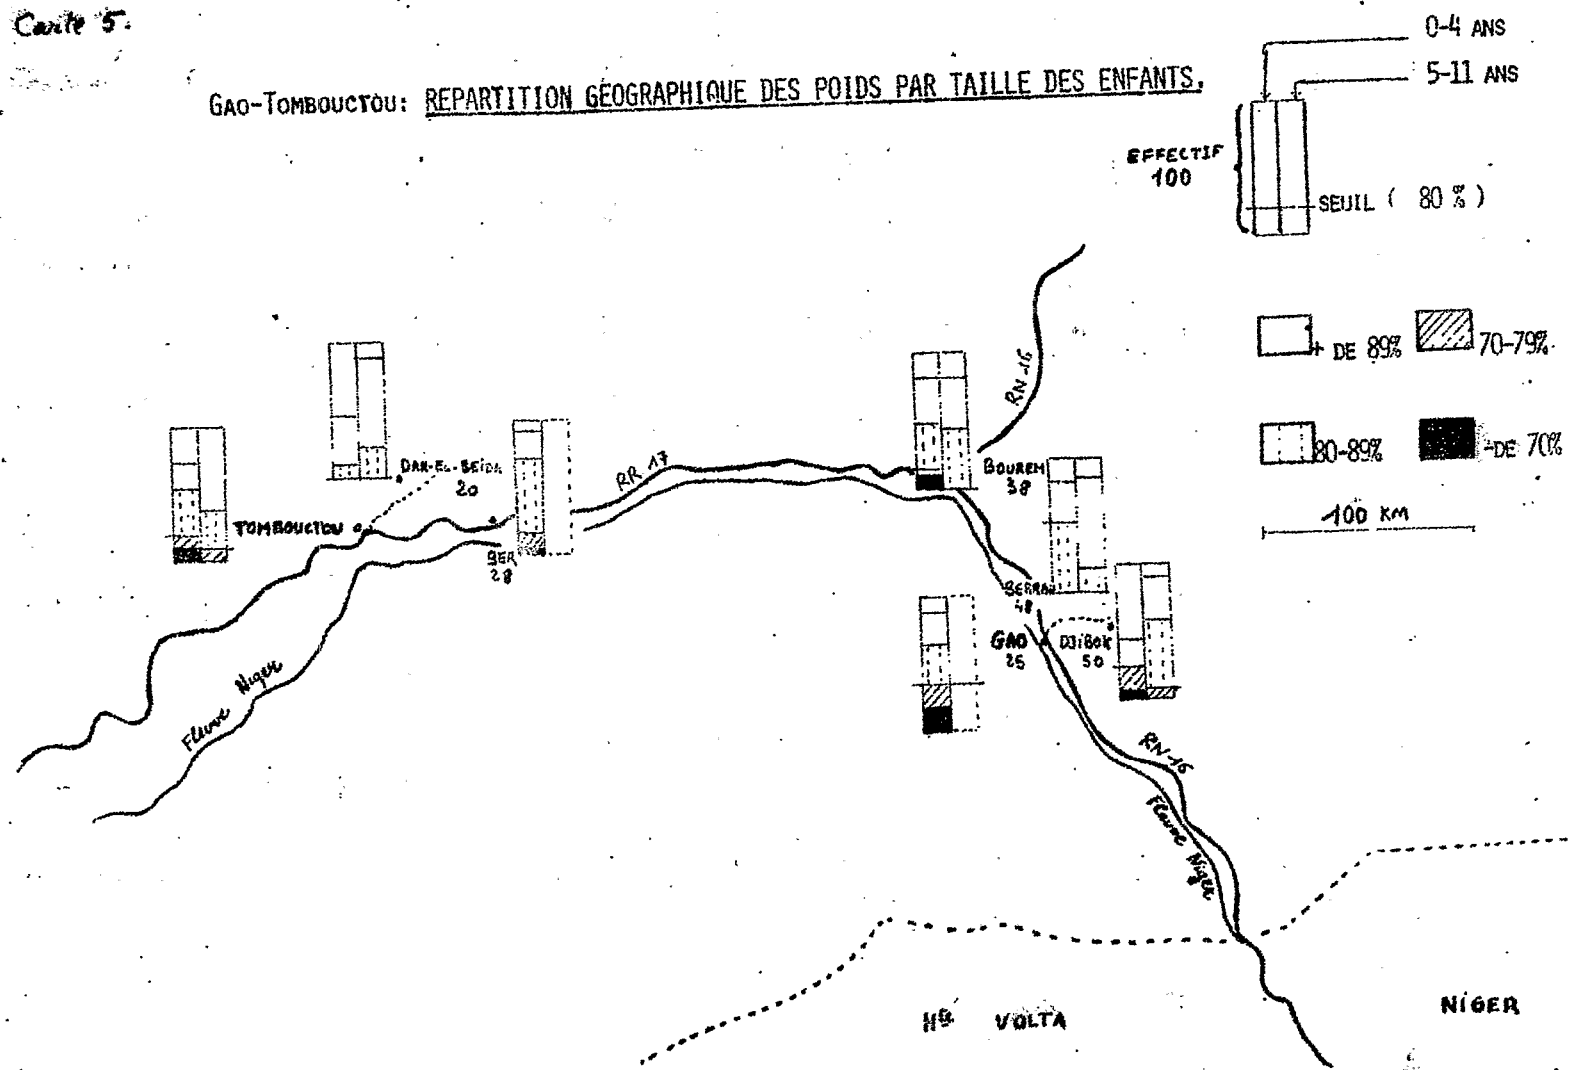 Carte 5.
GAO-TOMBOUCTOU: REPARTITION GÉOGRAPHIQUE DES POIDS PAR TAILLE DES ENFANTS.
0-4 ANS
5-11 ANS
EFFECTIF
100
SEUIL ( 80 % )
+ DE 89%
70-79%
80-89%
-DE 70%
100 KM
RN-16
RR 17
DAR-EL-BEIDA
20
TOMBOUCTOU
BER
28
BOUREM
38
48
GAO
25
DJIBOK
50
Fleuve Niger
RN-16
Fleuve Niger
Hte VOLTA
NIGER